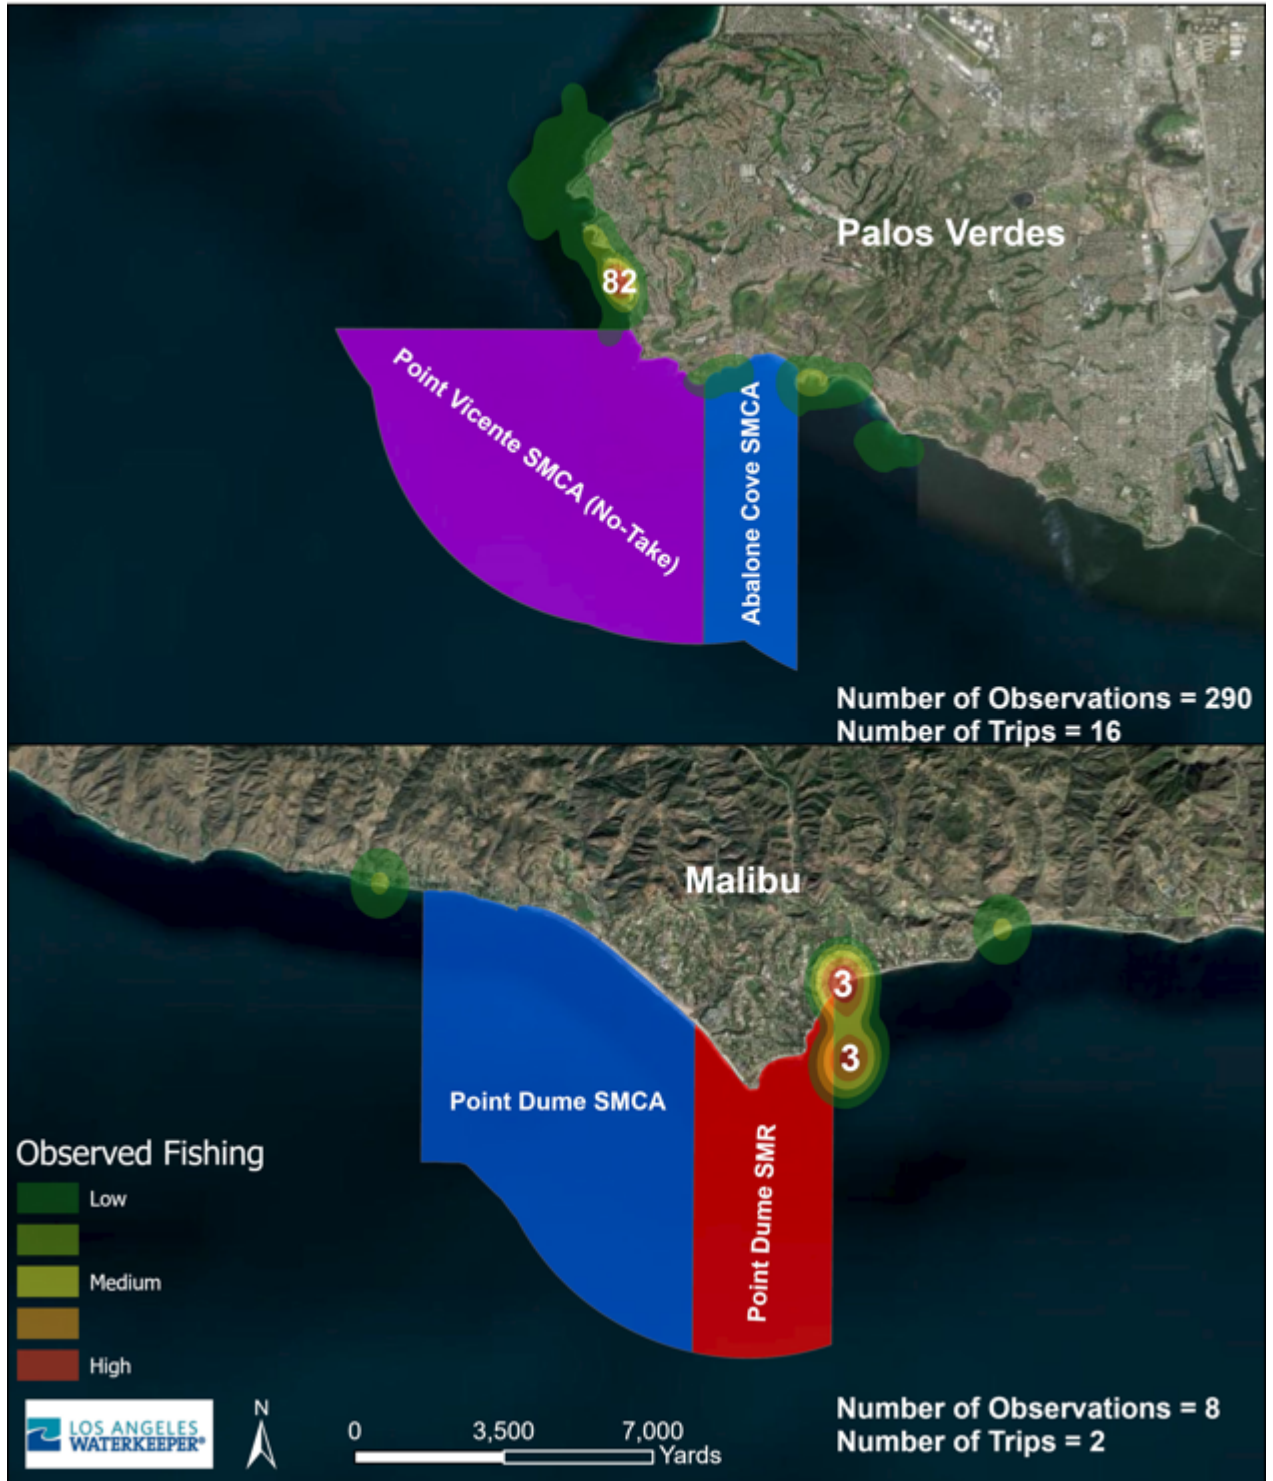 Palos Verdes
82
Point Vicente SMCA (No-Take)
Abalone Cove SMCA
Number of Observations = 290
Number of Trips = 16
Malibu
3
3
Point Dume SMCA
Point Dume SMR
Observed Fishing
Low
Medium
High
LOS ANGELES
WATERKEEPER®
N
0 3,500 7,000
Yards
Number of Observations = 8
Number of Trips = 2